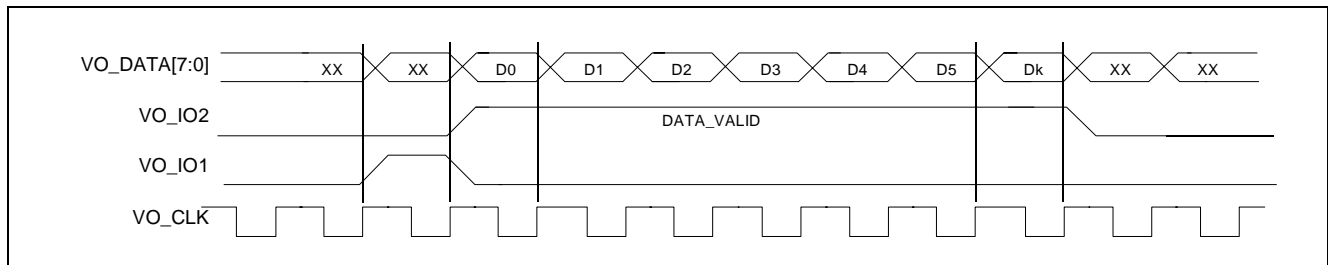 VO_DATA[7:0] XX XX D0 D1 D2 D3 D4 D5 Dk XX XX
VO_IO2 DATA_VALID
VO_IO1
VO_CLK